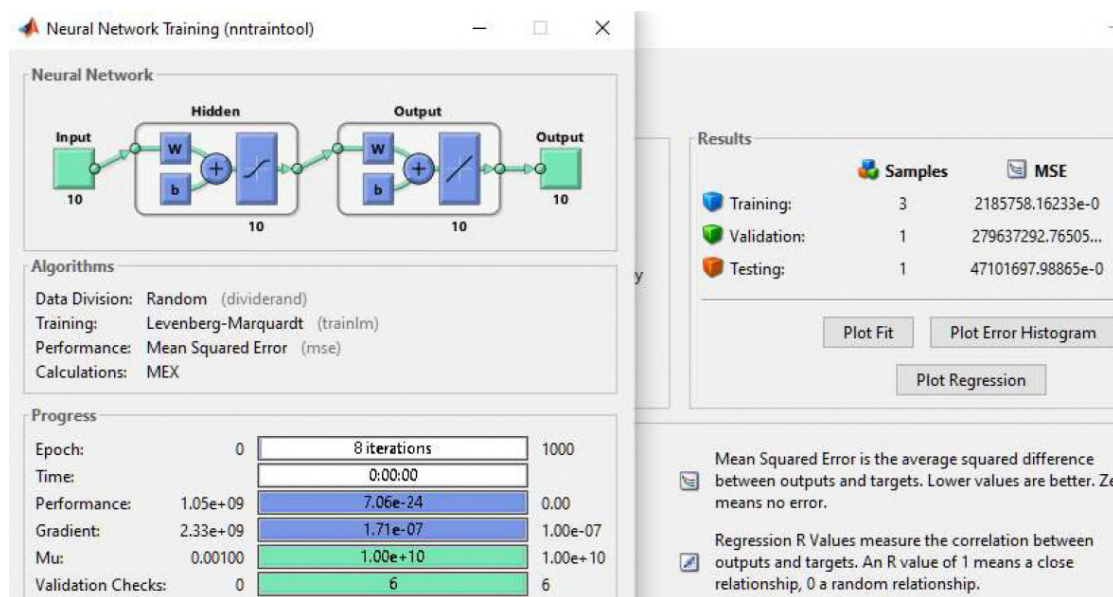 Neural Network Training (nntraintool)
Neural Network
Hidden
Output
Input
Output
W
b
W
b
10
10
10
10
Algorithms
Data Division: Random (dividerand)
Training: Levenberg-Marquardt (trainlm)
Performance: Mean Squared Error (mse)
Calculations: MEX
Progress
Epoch: 0 8 iterations 1000
Time: 0:00:00
Performance: 1.05e+09 7.06e-24 0.00
Gradient: 2.33e+09 1.71e-07 1.00e-07
Mu: 0.00100 1.00e+10 1.00e+10
Validation Checks: 0 6 6
y
Results
Samples MSE
Training: 3 2185758.16233e-0
Validation: 1 279637292.76505...
Testing: 1 47101697.98865e-0
Plot Fit Plot Error Histogram
Plot Regression
Mean Squared Error is the average squared difference
between outputs and targets. Lower values are better. Ze
means no error.
Regression R Values measure the correlation between
outputs and targets. An R value of 1 means a close
relationship, 0 a random relationship.